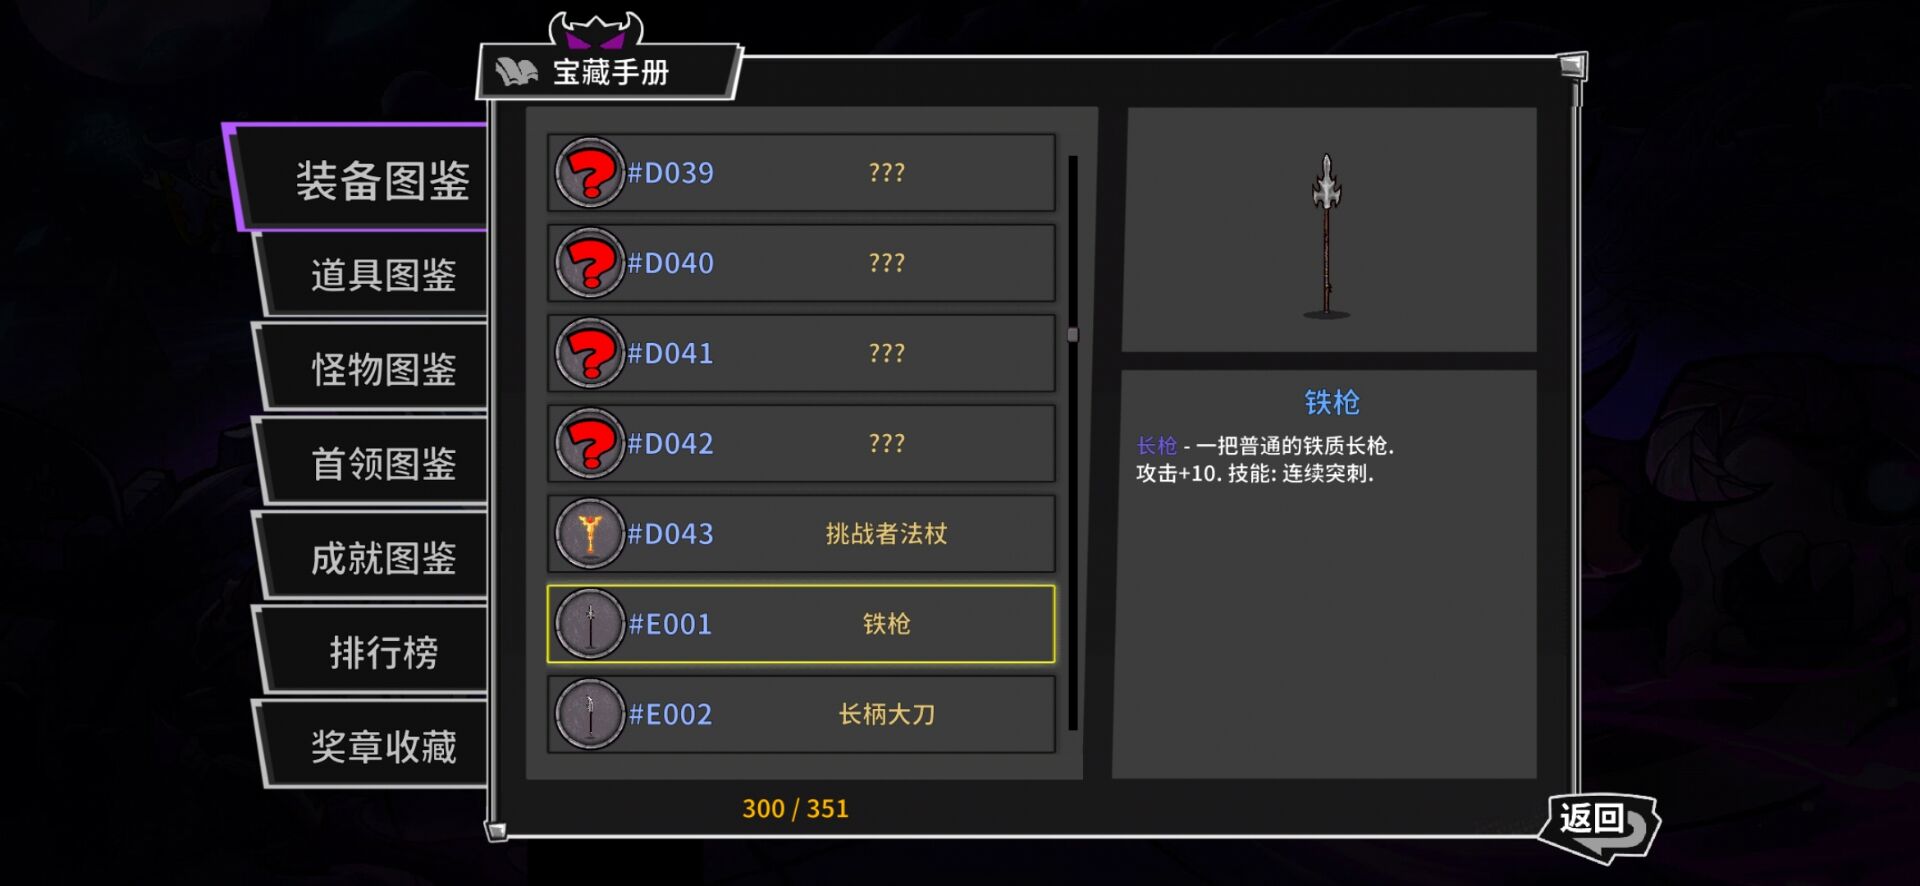 宝藏手册
装备图鉴
道具图鉴
怪物图鉴
首领图鉴
成就图鉴
排行榜
奖章收藏
#D039 ???
#D040 ???
#D041 ???
#D042 ???
#D043 挑战者法杖
#E001 铁枪
#E002 长柄大刀
300 / 351
铁枪
长枪 - 一把普通的铁质长枪.
攻击+10. 技能: 连续突刺.
返回